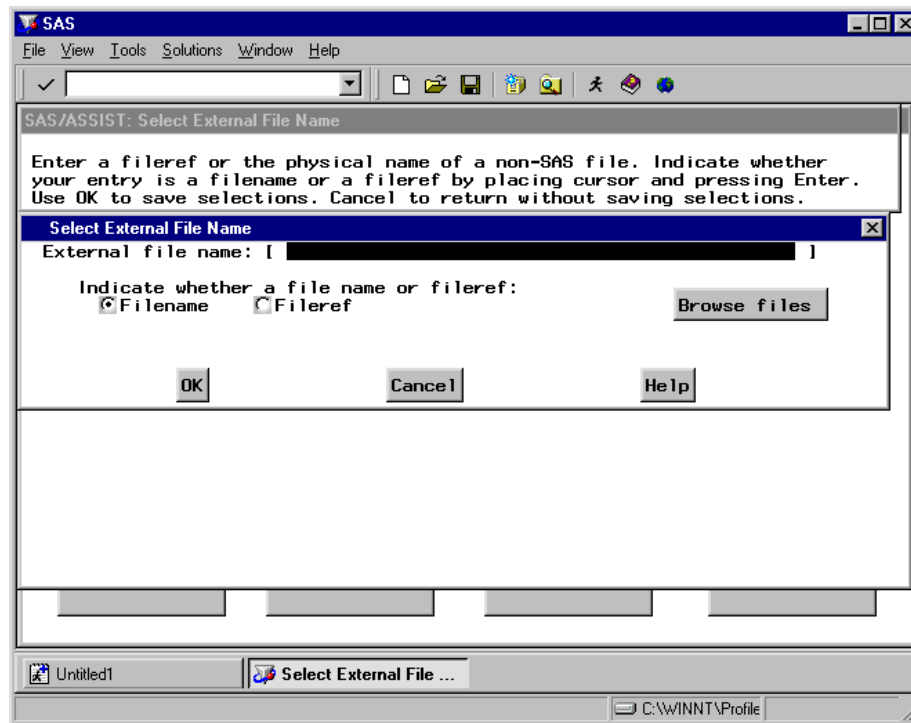 SAS
File View Tools Solutions Window Help
SAS/ASSIST: Select External File Name
Enter a fileref or the physical name of a non-SAS file. Indicate whether
your entry is a filename or a fileref by placing cursor and pressing Enter.
Use OK to save selections. Cancel to return without saving selections.
Select External File Name
External file name: [ ]
Indicate whether a file name or fileref:
Filename Fileref
Browse files
OK Cancel Help
Untitled1 Select External File ...
C:\WINNT\Profile